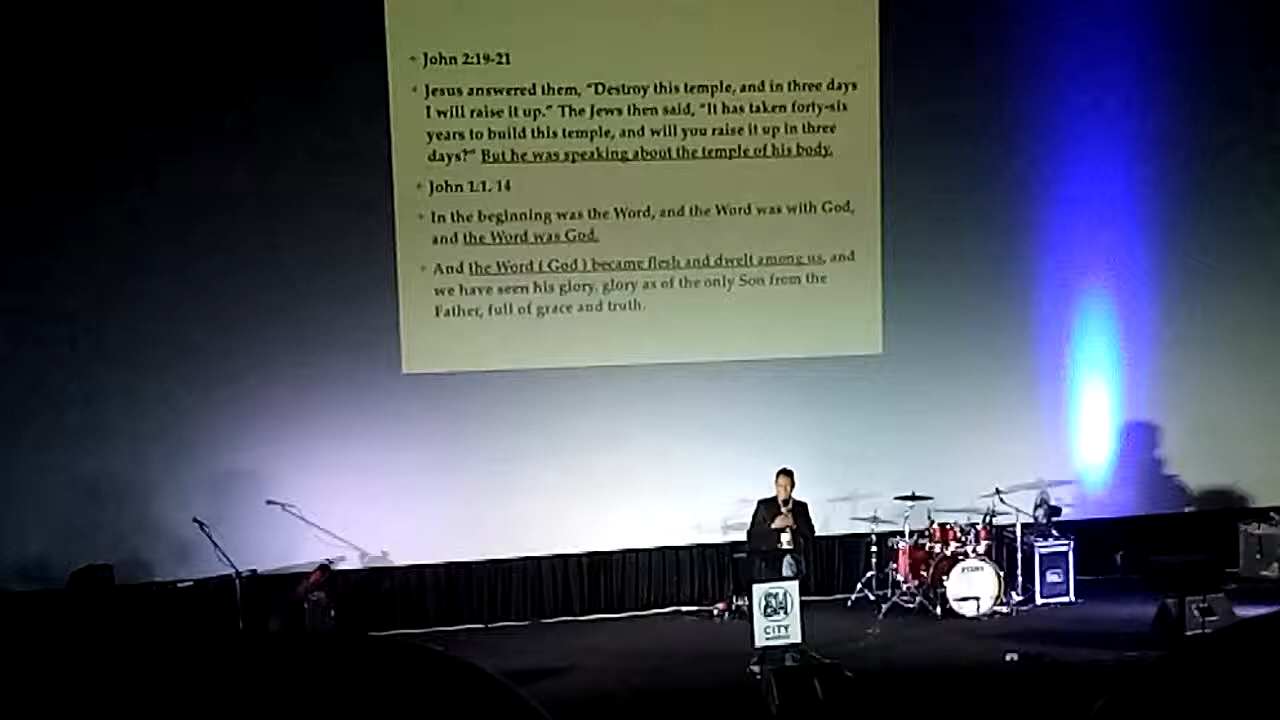 John 2:19-21
Jesus answered them, "Destroy this temple, and in three days
I will raise it up." The Jews then said, "It has taken forty-six
years to build this temple, and will you raise it up in three
days?" But he was speaking about the temple of his body.
John 1:1, 14
In the beginning was the Word, and the Word was with God,
and the Word was God.
And the Word ( God ) became flesh and dwelt among us, and
we have seen his glory, glory as of the only Son from the
Father, full of grace and truth.
SM
CITY